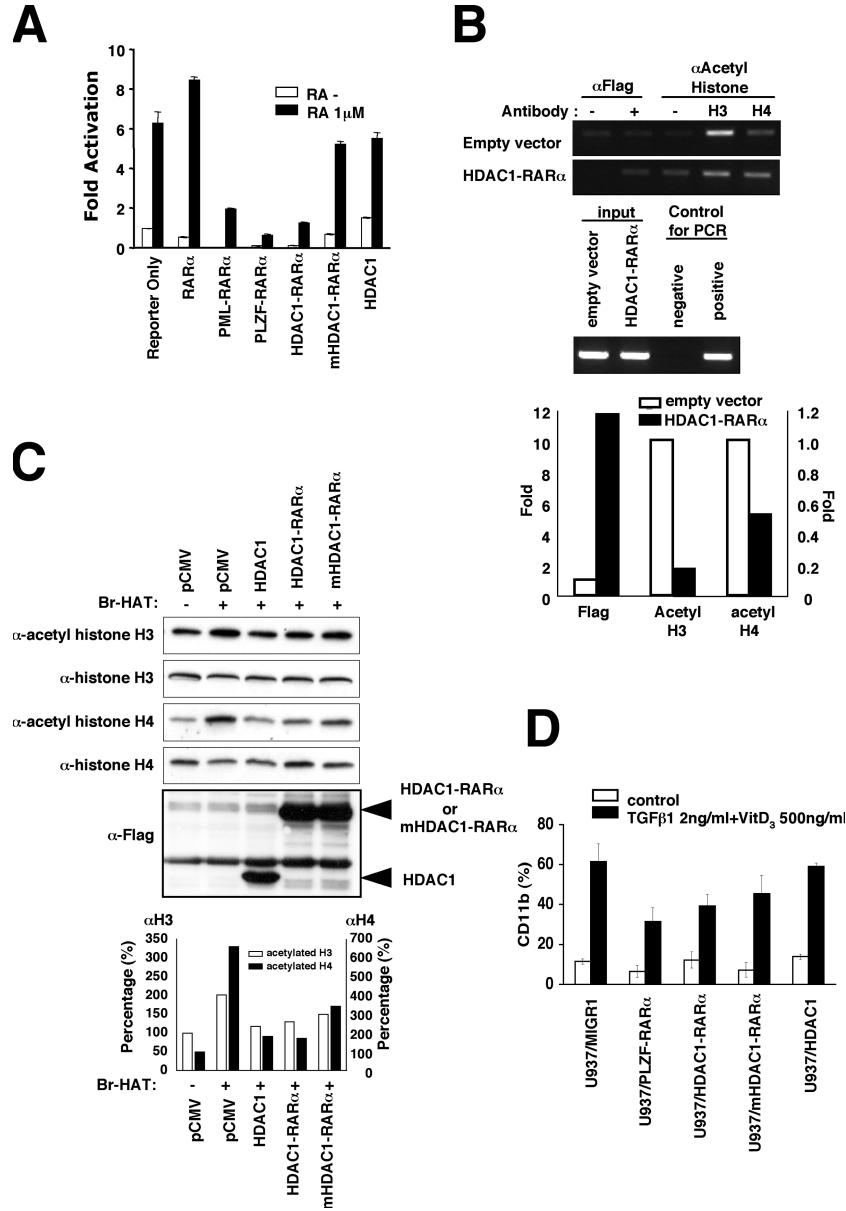 A
10
8
6
4
2
0
Fold Activation
RA -
RA 1μM
Reporter Only
RARα
PML-RARα
PLZF-RARα
HDAC1-RARα
mHDAC1-RARα
HDAC1
B
αFlag
αAcetyl
Histone
Antibody : - + - H3 H4
Empty vector
HDAC1-RARα
input
Control
for PCR
empty vector
HDAC1-RARα
negative
positive
empty vector
HDAC1-RARα
12
10
8
6
4
2
0
Fold
1.2
1.0
0.8
0.6
0.4
0.2
0
Fold
Flag
Acetyl
H3
acetyl
H4
C
pCMV
pCMV
HDAC1
HDAC1-RARα
mHDAC1-RARα
Br-HAT: - + + + +
α-acetyl histone H3
α-histone H3
α-acetyl histone H4
α-histone H4
α-Flag
HDAC1-RARα
or
mHDAC1-RARα
HDAC1
αH3
350
300
250
200
150
100
50
0
Percentage (%)
acetylated H3
acetylated H4
αH4
700
600
500
400
300
200
100
0
Percentage (%)
Br-HAT: - + + + +
pCMV
pCMV
HDAC1
HDAC1-RARα
mHDAC1-RARα
D
control
TGFβ1 2ng/ml+VitD3 500ng/ml
80
60
40
20
0
CD11b (%)
U937/MIGR1
U937/PLZF-RARα
U937/HDAC1-RARα
U937/mHDAC1-RARα
U937/HDAC1